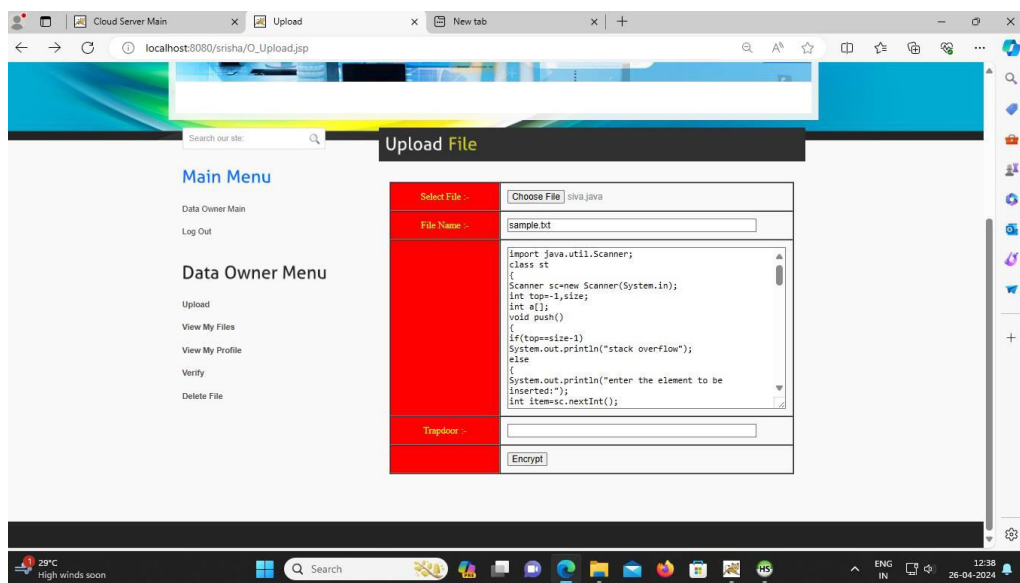 Cloud Server Main
Upload
New tab
localhost:8080/srisha/O_Upload.jsp
Search our site:
Upload File
Main Menu
Data Owner Main
Log Out
Data Owner Menu
Upload
View My Files
View My Profile
Verify
Delete File
Select File :-
Choose File siva.java
File Name :-
sample.txt
import java.util.Scanner;
class st
{
Scanner sc=new Scanner(System.in);
int top=-1,size;
int a[];
void push()
{
if(top==size-1)
System.out.println("stack overflow");
else
{
System.out.println("enter the element to be
inserted:");
int item=sc.nextInt();
Trapdoor :-
Encrypt
1
29°C
High winds soon
Search
HS
ENG
IN
12:38
26-04-2024